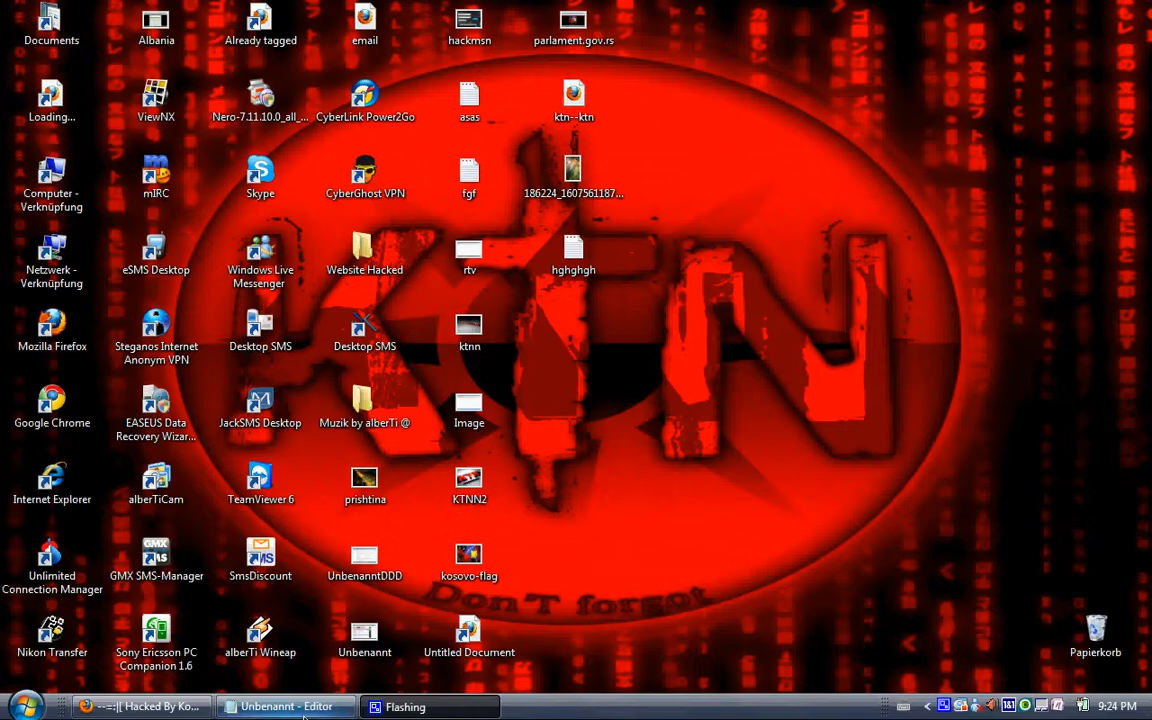 Documents
Albania
Already tagged
email
hackmsn
parlament.gov.rs
Loading...
ViewNX
Nero-7.11.10.0_all_...
CyberLink Power2Go
asas
ktn--ktn
Computer -
Verknüpfung
mIRC
Skype
CyberGhost VPN
fgf
186224_1607561187...
Netzwerk -
Verknüpfung
eSMS Desktop
Windows Live
Messenger
Website Hacked
rtv
hghghgh
Mozilla Firefox
Steganos Internet
Anonym VPN
Desktop SMS
Desktop SMS
ktnn
Google Chrome
EASEUS Data
Recovery Wizar...
JackSMS Desktop
Muzik by alberTi @
Image
Internet Explorer
alberTiCam
TeamViewer 6
prishtina
KTNN2
Unlimited
Connection Manager
GMX SMS-Manager
SmsDiscount
UnbenanntDDD
kosovo-flag
Nikon Transfer
Sony Ericsson PC
Companion 1.6
alberTi Wineap
Unbenannt
Untitled Document
Papierkorb
KTN
Don'T forgot
--=:|[ Hacked By Ko...
Unbenannt - Editor
Flashing
1&1
9:24 PM